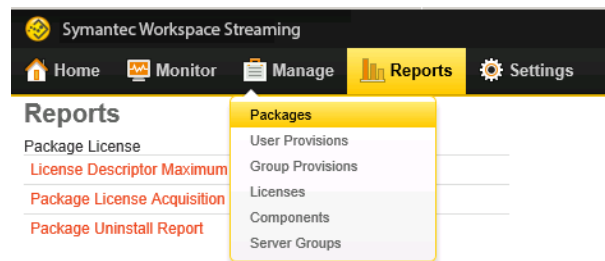 Symantec Workspace Streaming
Home Monitor Manage Reports Settings
Reports
Package License
License Descriptor Maximum
Package License Acquisition
Package Uninstall Report
Packages
User Provisions
Group Provisions
Licenses
Components
Server Groups